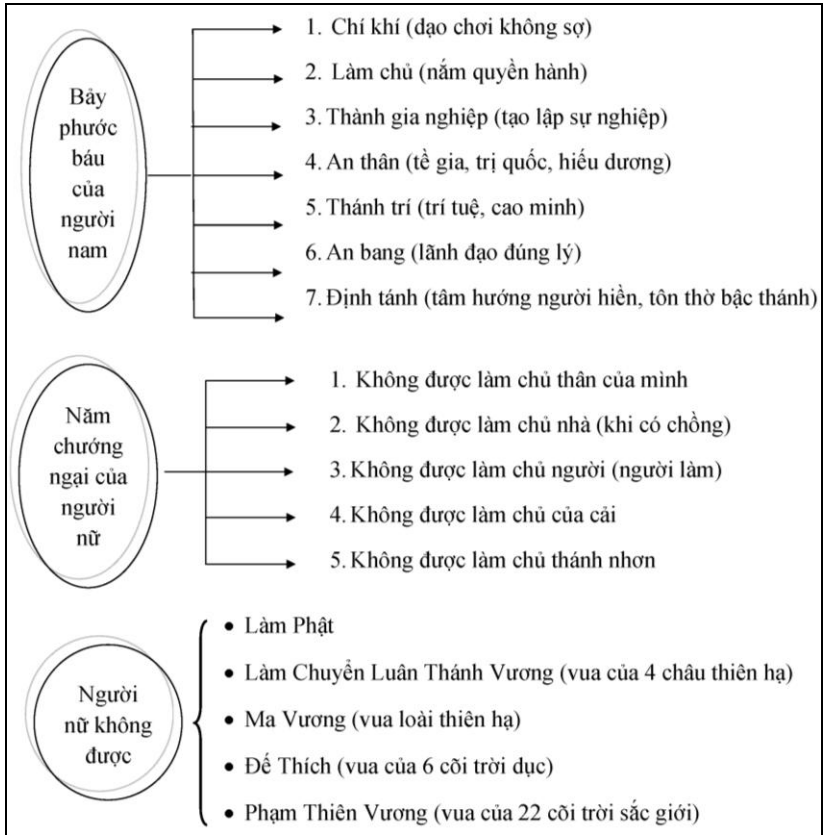 Bảy
phước
báu
của
người
nam
1. Chí khí (dạo chơi không sợ)
2. Làm chủ (nắm quyền hành)
3. Thành gia nghiệp (tạo lập sự nghiệp)
4. An thân (tề gia, trị quốc, hiếu dương)
5. Thánh trí (trí tuệ, cao minh)
6. An bang (lãnh đạo đúng lý)
7. Định tánh (tâm hướng người hiền, tôn thờ bậc thánh)
Năm
chướng
ngại của
người
nữ
1. Không được làm chủ thân của mình
2. Không được làm chủ nhà (khi có chồng)
3. Không được làm chủ người (người làm)
4. Không được làm chủ của cải
5. Không được làm chủ thánh nhơn
Người
nữ không
được
• Làm Phật
• Làm Chuyển Luân Thánh Vương (vua của 4 châu thiên hạ)
• Ma Vương (vua loài thiên hạ)
• Đế Thích (vua của 6 cõi trời dục)
• Phạm Thiên Vương (vua của 22 cõi trời sắc giới)